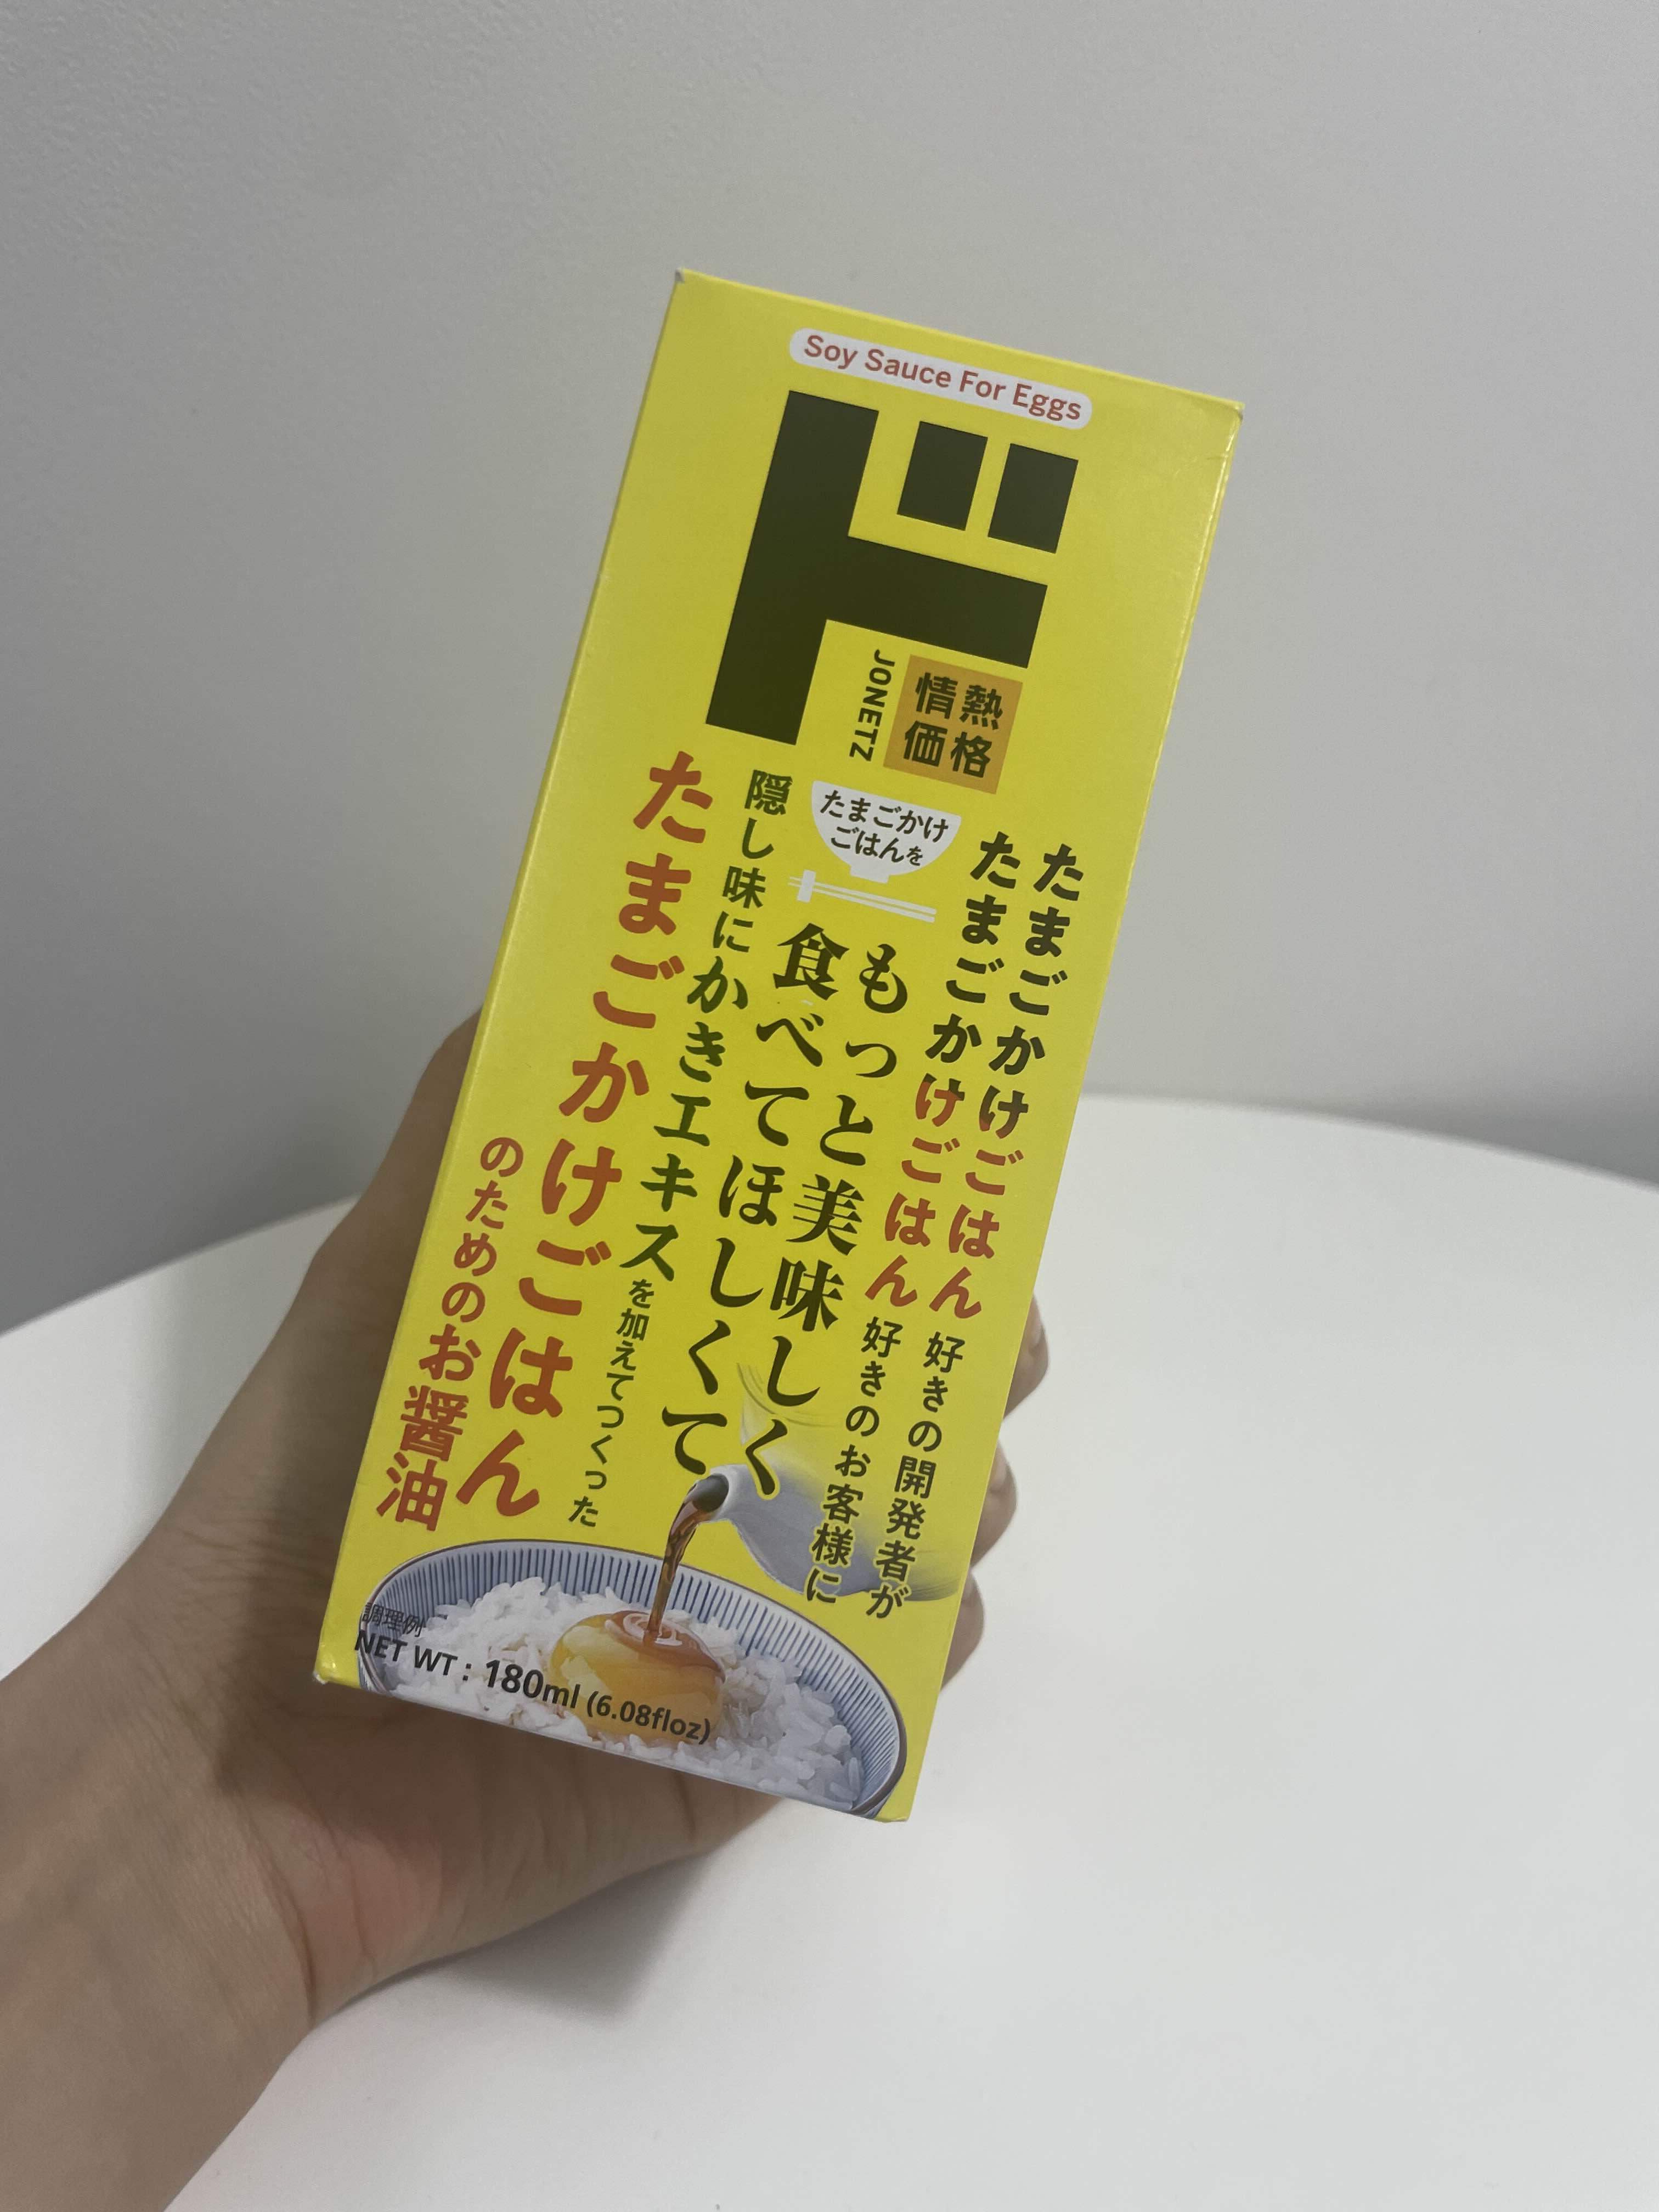 Soy Sauce For Eggs
ド
JONETZ
情熱
価格
たまごかけごはん好きの開発者が
たまごかけごはん好きのお客様に
たまごかけ
ごはんを
もっと美味しく
食べてほしくて
隠し味にかきエキスを加えてつくった
たまごかけごはん
のためのお醤油
調理例
NET WT : 180ml (6.08floz)